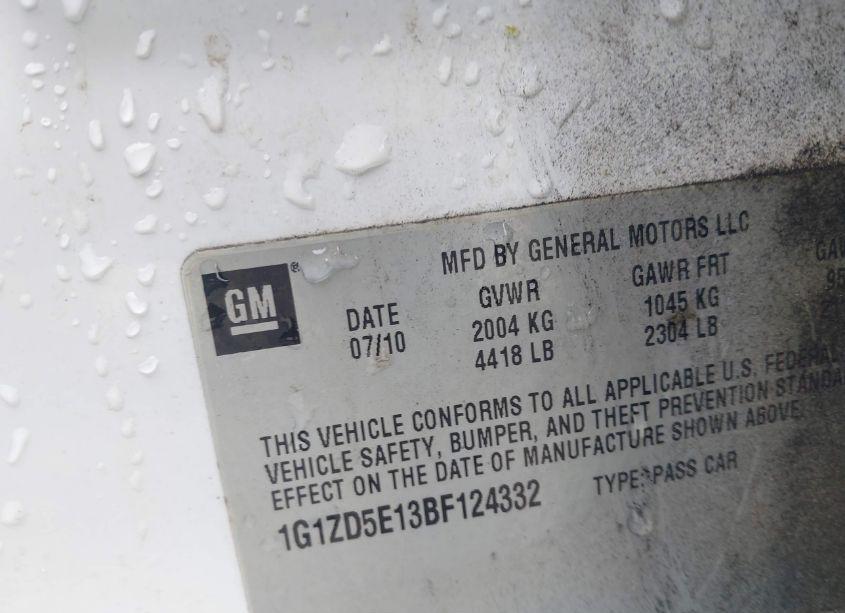 MFD BY GENERAL MOTORS LLC
GM®
DATE GVWR GAWR FRT
07/10 2004 KG 1045 KG
4418 LB 2304 LB
THIS VEHICLE CONFORMS TO ALL APPLICABLE U.S. FEDERAL
VEHICLE SAFETY, BUMPER, AND THEFT PREVENTION
EFFECT ON THE DATE OF MANUFACTURE SHOWN ABOVE.
1G1ZD5E13BF124332 TYPE: PASS CAR